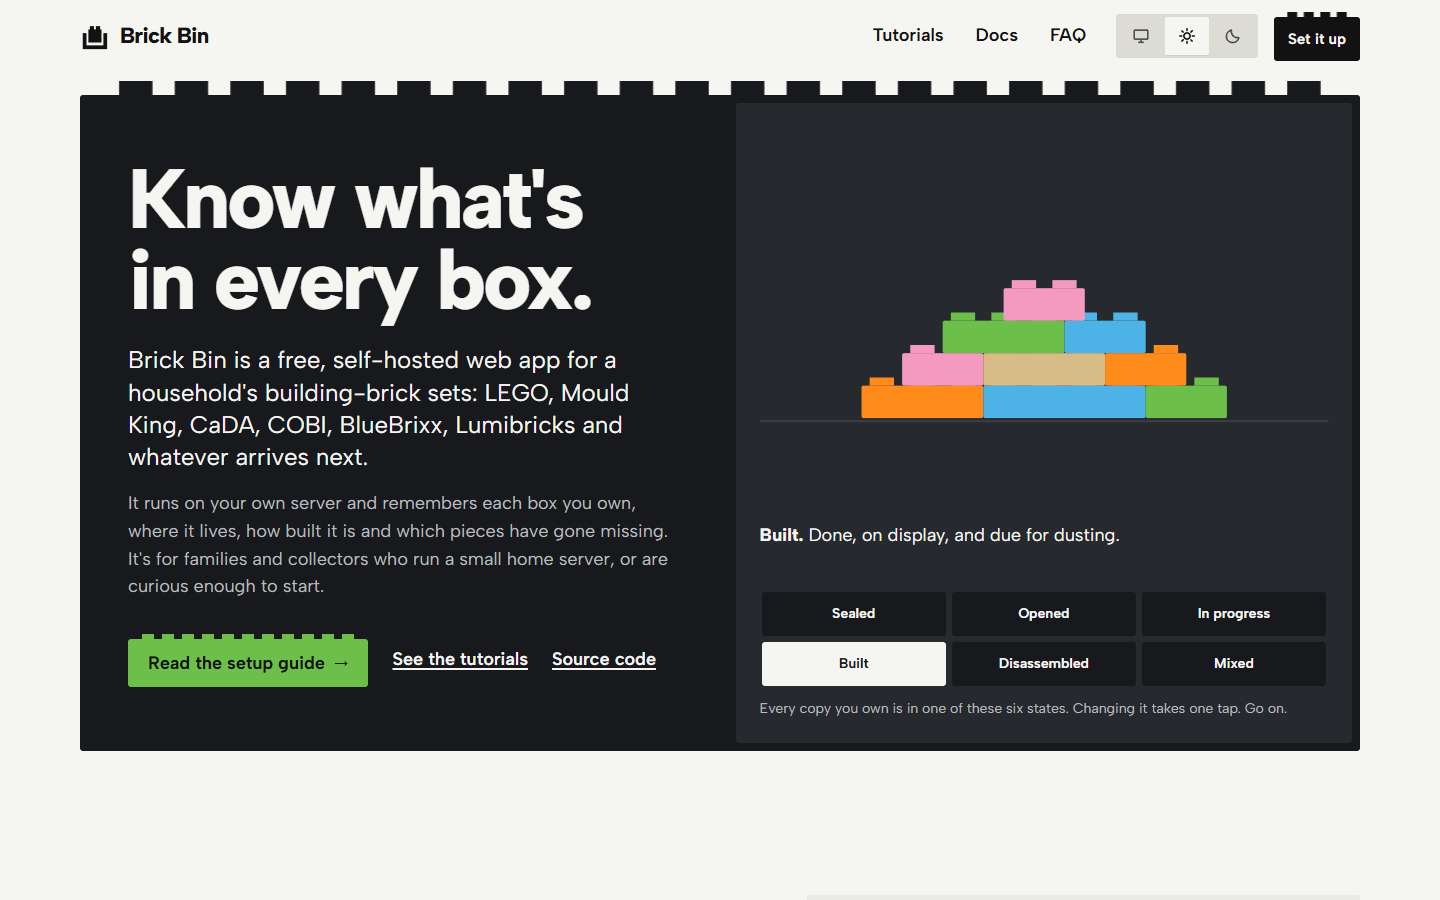 Brick Bin
Tutorials
Docs
FAQ
Set it up
Know what's
in every box.
Brick Bin is a free, self-hosted web app for a
household's building-brick sets: LEGO, Mould
King, CaDA, COBI, BlueBrixx, Lumibricks and
whatever arrives next.
It runs on your own server and remembers each box you own,
where it lives, how built it is and which pieces have gone missing.
It's for families and collectors who run a small home server, or are
curious enough to start.
Read the setup guide →
See the tutorials
Source code
Built. Done, on display, and due for dusting.
Sealed
Opened
In progress
Built
Disassembled
Mixed
Every copy you own is in one of these six states. Changing it takes one tap. Go on.